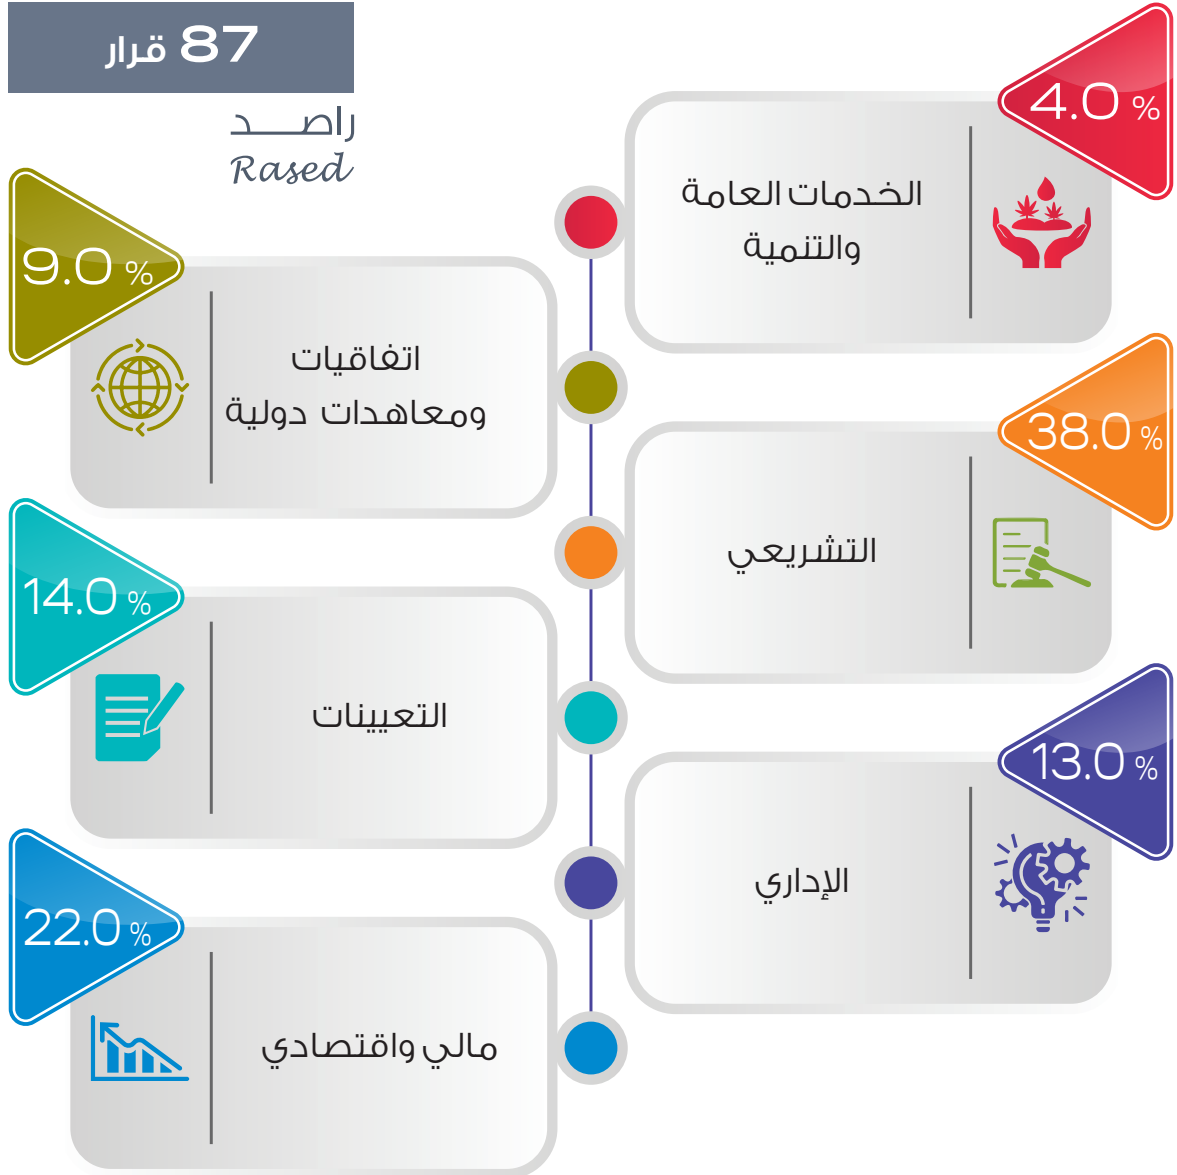 87 قرار
راصد
Rased
4.0 %
الخدمات العامة
والتنمية
9.0 %
اتفاقيات
ومعاهدات دولية
38.0 %
التشريعي
14.0 %
التعيينات
13.0 %
الإداري
22.0 %
مالي واقتصادي